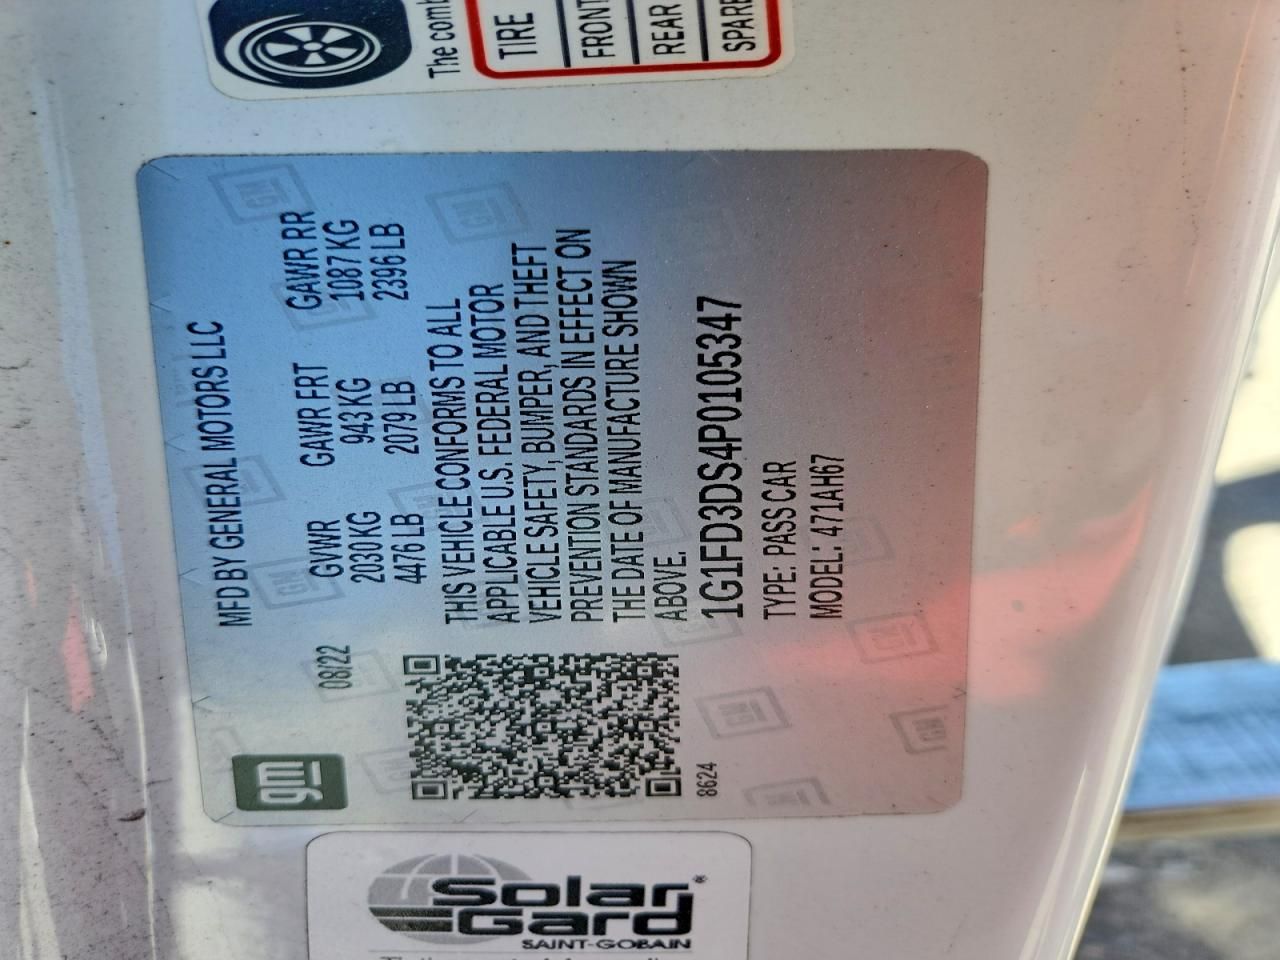 The comb
TIRE
FRONT
REAR
SPARE
gm
MFD BY GENERAL MOTORS LLC
08/22
GVWR GAWR FRT GAWR RR
2030 KG 943 KG 1087 KG
4476 LB 2079 LB 2396 LB
THIS VEHICLE CONFORMS TO ALL
APPLICABLE U.S. FEDERAL MOTOR
VEHICLE SAFETY, BUMPER, AND THEFT
PREVENTION STANDARDS IN EFFECT ON
THE DATE OF MANUFACTURE SHOWN
ABOVE.
8624
1G1FD3DS4P0105347
TYPE: PASS CAR
MODEL: 471AH67
Solar
Gard®
SAINT-GOBAIN